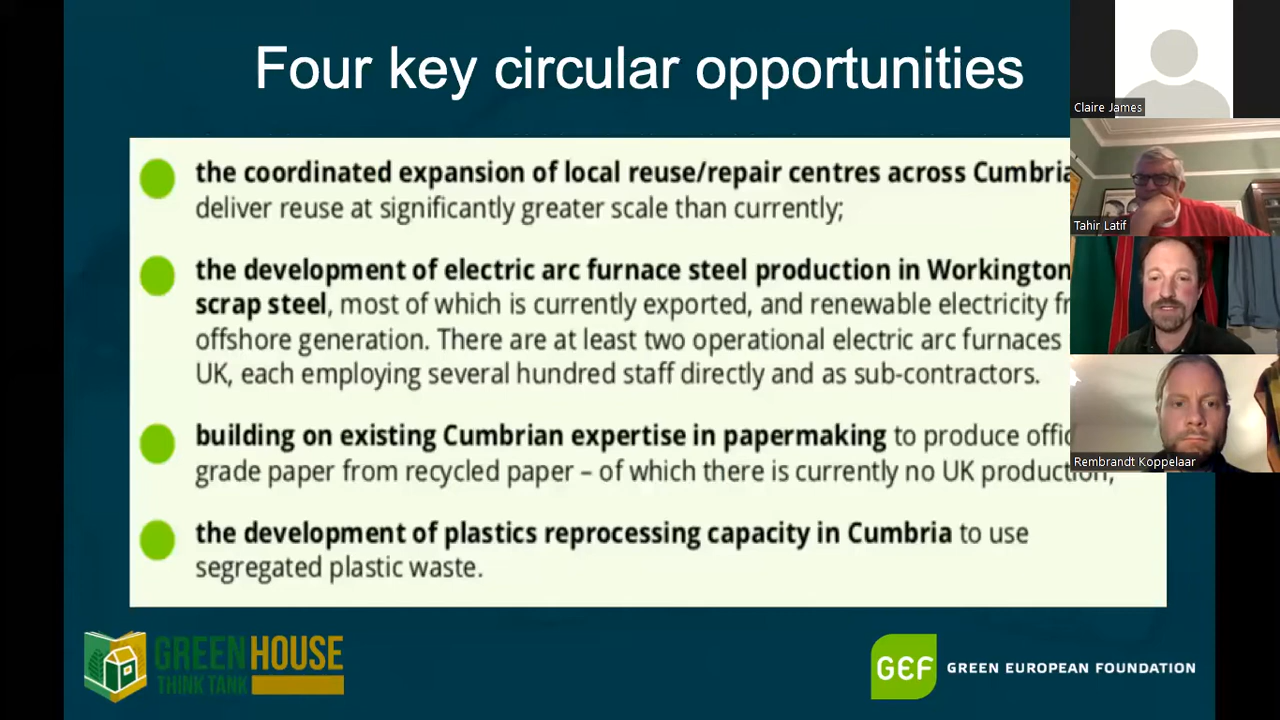 Four key circular opportunities
the coordinated expansion of local reuse/repair centres across Cumbria
deliver reuse at significantly greater scale than currently;
the development of electric arc furnace steel production in Workington
scrap steel, most of which is currently exported, and renewable electricity
offshore generation. There are at least two operational electric arc furnaces
UK, each employing several hundred staff directly and as sub-contractors.
building on existing Cumbrian expertise in papermaking to produce
grade paper from recycled paper – of which there is currently no UK production;
the development of plastics reprocessing capacity in Cumbria to use
segregated plastic waste.
GREEN HOUSE
THINK TANK
GEF GREEN EUROPEAN FOUNDATION
Claire James
Tahir Latif
Rembrandt Koppelaar